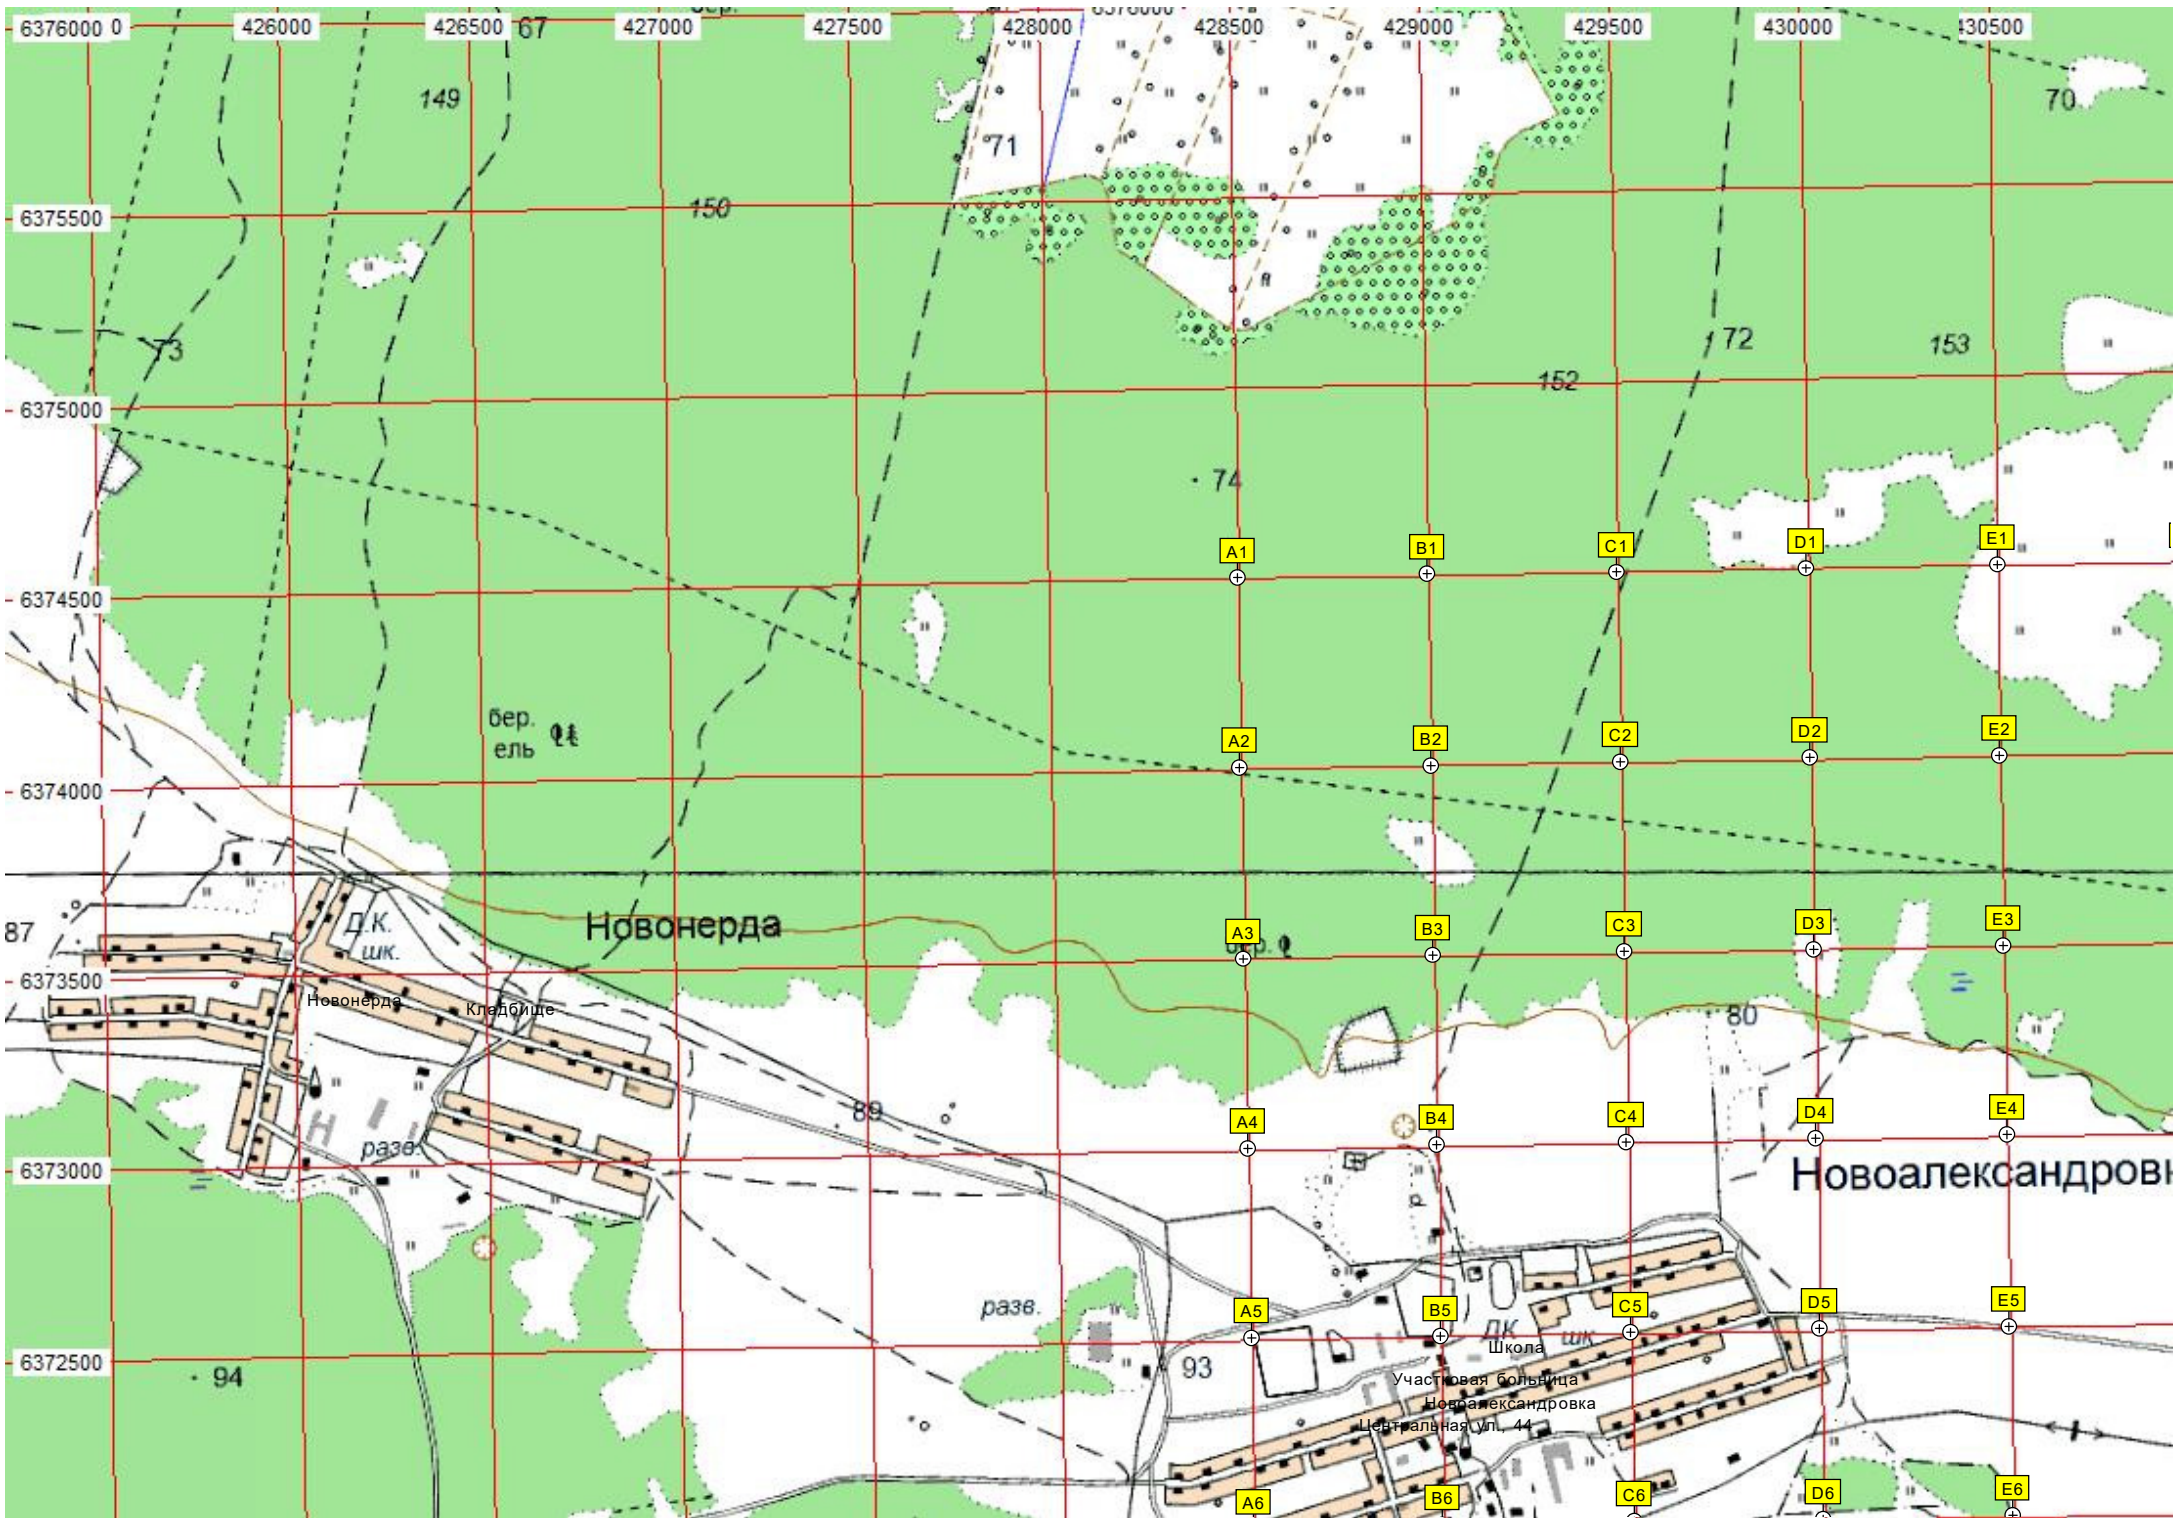 6376000 0 426000 426500 67 427000 427500 428000 6376000 428500 429000 429500 430000 430500
149 70
71
6375500 150
73 72 153
6375000 152
74
A1 B1 C1 D1 E1
6374500
бер.
ель
A2 B2 C2 D2 E2
6374000
87 Д.К.
шк.
Новонерда
A3 B3 C3 D3 E3
бер.
6373500
Новонерда Кладбище
80
89
разв.
A4 B4 C4 D4 E4
6373000
Новоалександровк
р
разв. A5 B5 C5 D5 E5
ДК шк.
Школа
6372500 94 93
Участковая больница
Новоалександровка
Центральная ул., 44
A6 B6 C6 D6 E6